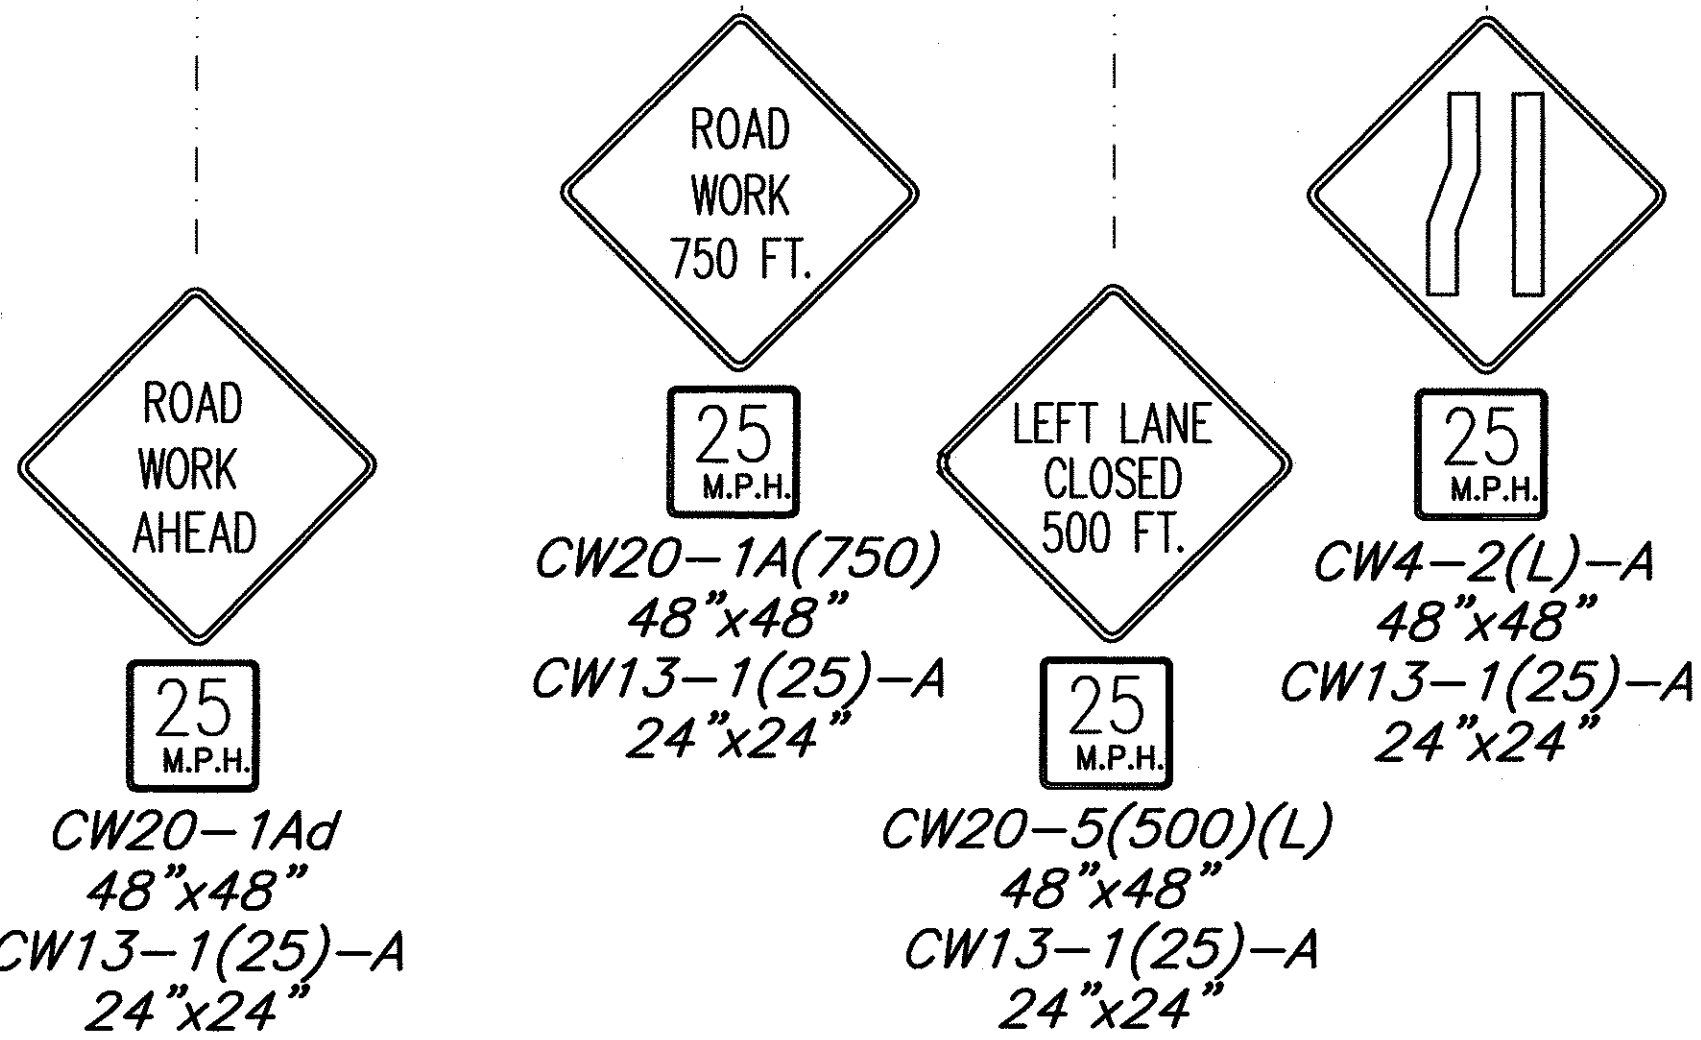 ROAD
WORK
AHEAD
25
M.P.H.
CW20-1Ad
48"x48"
CW13-1(25)-A
24"x24"
ROAD
WORK
750 FT.
25
M.P.H.
CW20-1A(750)
48"x48"
CW13-1(25)-A
24"x24"
LEFT LANE
CLOSED
500 FT.
25
M.P.H.
CW20-5(500)(L)
48"x48"
CW13-1(25)-A
24"x24"
25
M.P.H.
CW4-2(L)-A
48"x48"
CW13-1(25)-A
24"x24"